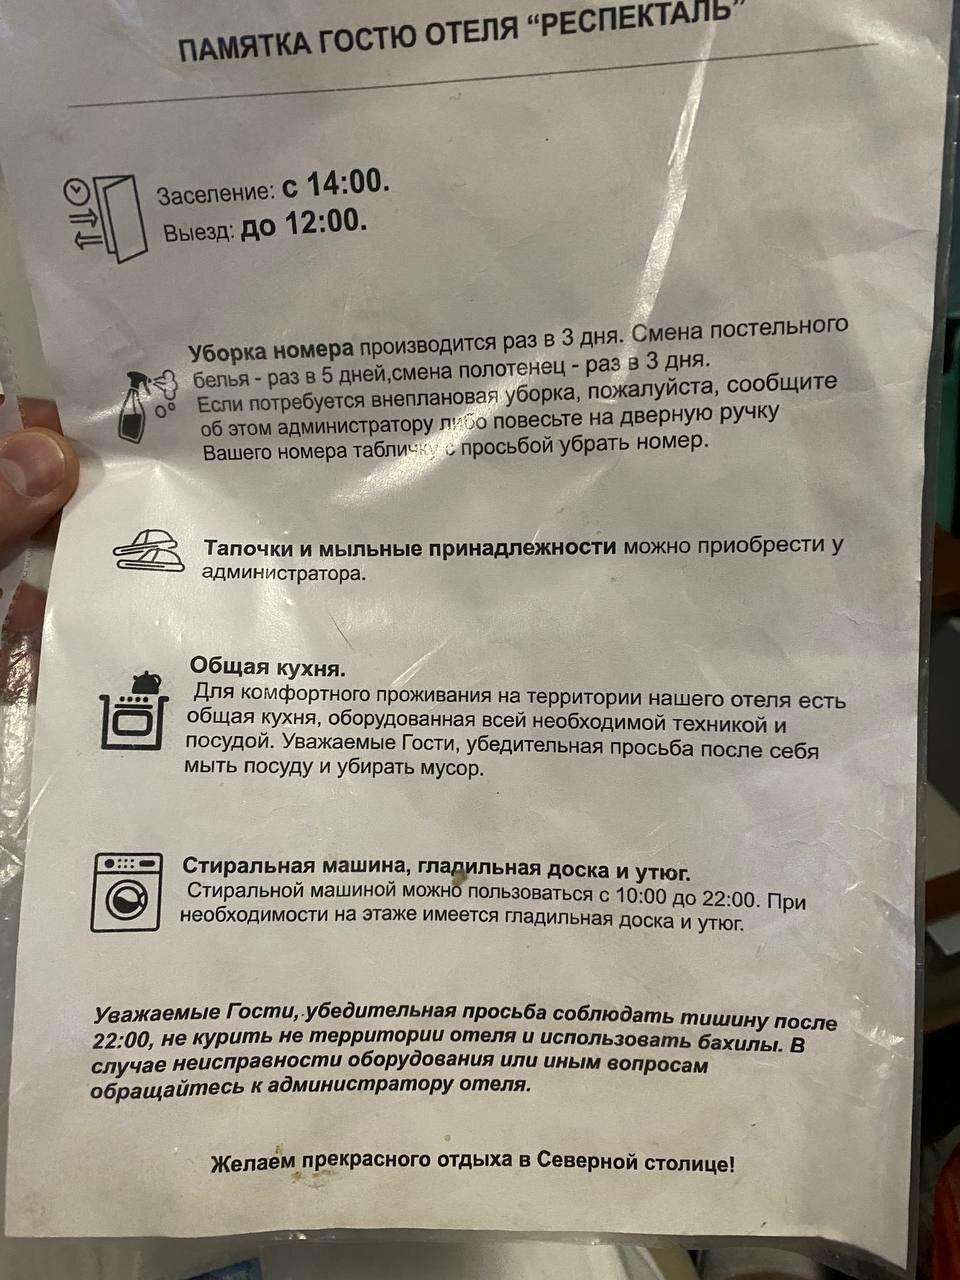 ПАМЯТКА ГОСТЮ ОТЕЛЯ “РЕСПЕКТАЛЬ”
Заселение: с 14:00.
Выезд: до 12:00.
Уборка номера производится раз в 3 дня. Смена постельного
белья - раз в 5 дней,смена полотенец - раз в 3 дня.
Если потребуется внеплановая уборка, пожалуйста, сообщите
об этом администратору либо повесьте на дверную ручку
Вашего номера табличку с просьбой убрать номер.
Тапочки и мыльные принадлежности можно приобрести у
администратора.
Общая кухня.
Для комфортного проживания на территории нашего отеля есть
общая кухня, оборудованная всей необходимой техникой и
посудой. Уважаемые Гости, убедительная просьба после себя
мыть посуду и убирать мусор.
Стиральная машина, гладильная доска и утюг.
Стиральной машиной можно пользоваться с 10:00 до 22:00. При
необходимости на этаже имеется гладильная доска и утюг.
Уважаемые Гости, убедительная просьба соблюдать тишину после
22:00, не курить не территории отеля и использовать бахилы. В
случае неисправности оборудования или иным вопросам
обращайтесь к администратору отеля.
Желаем прекрасного отдыха в Северной столице!